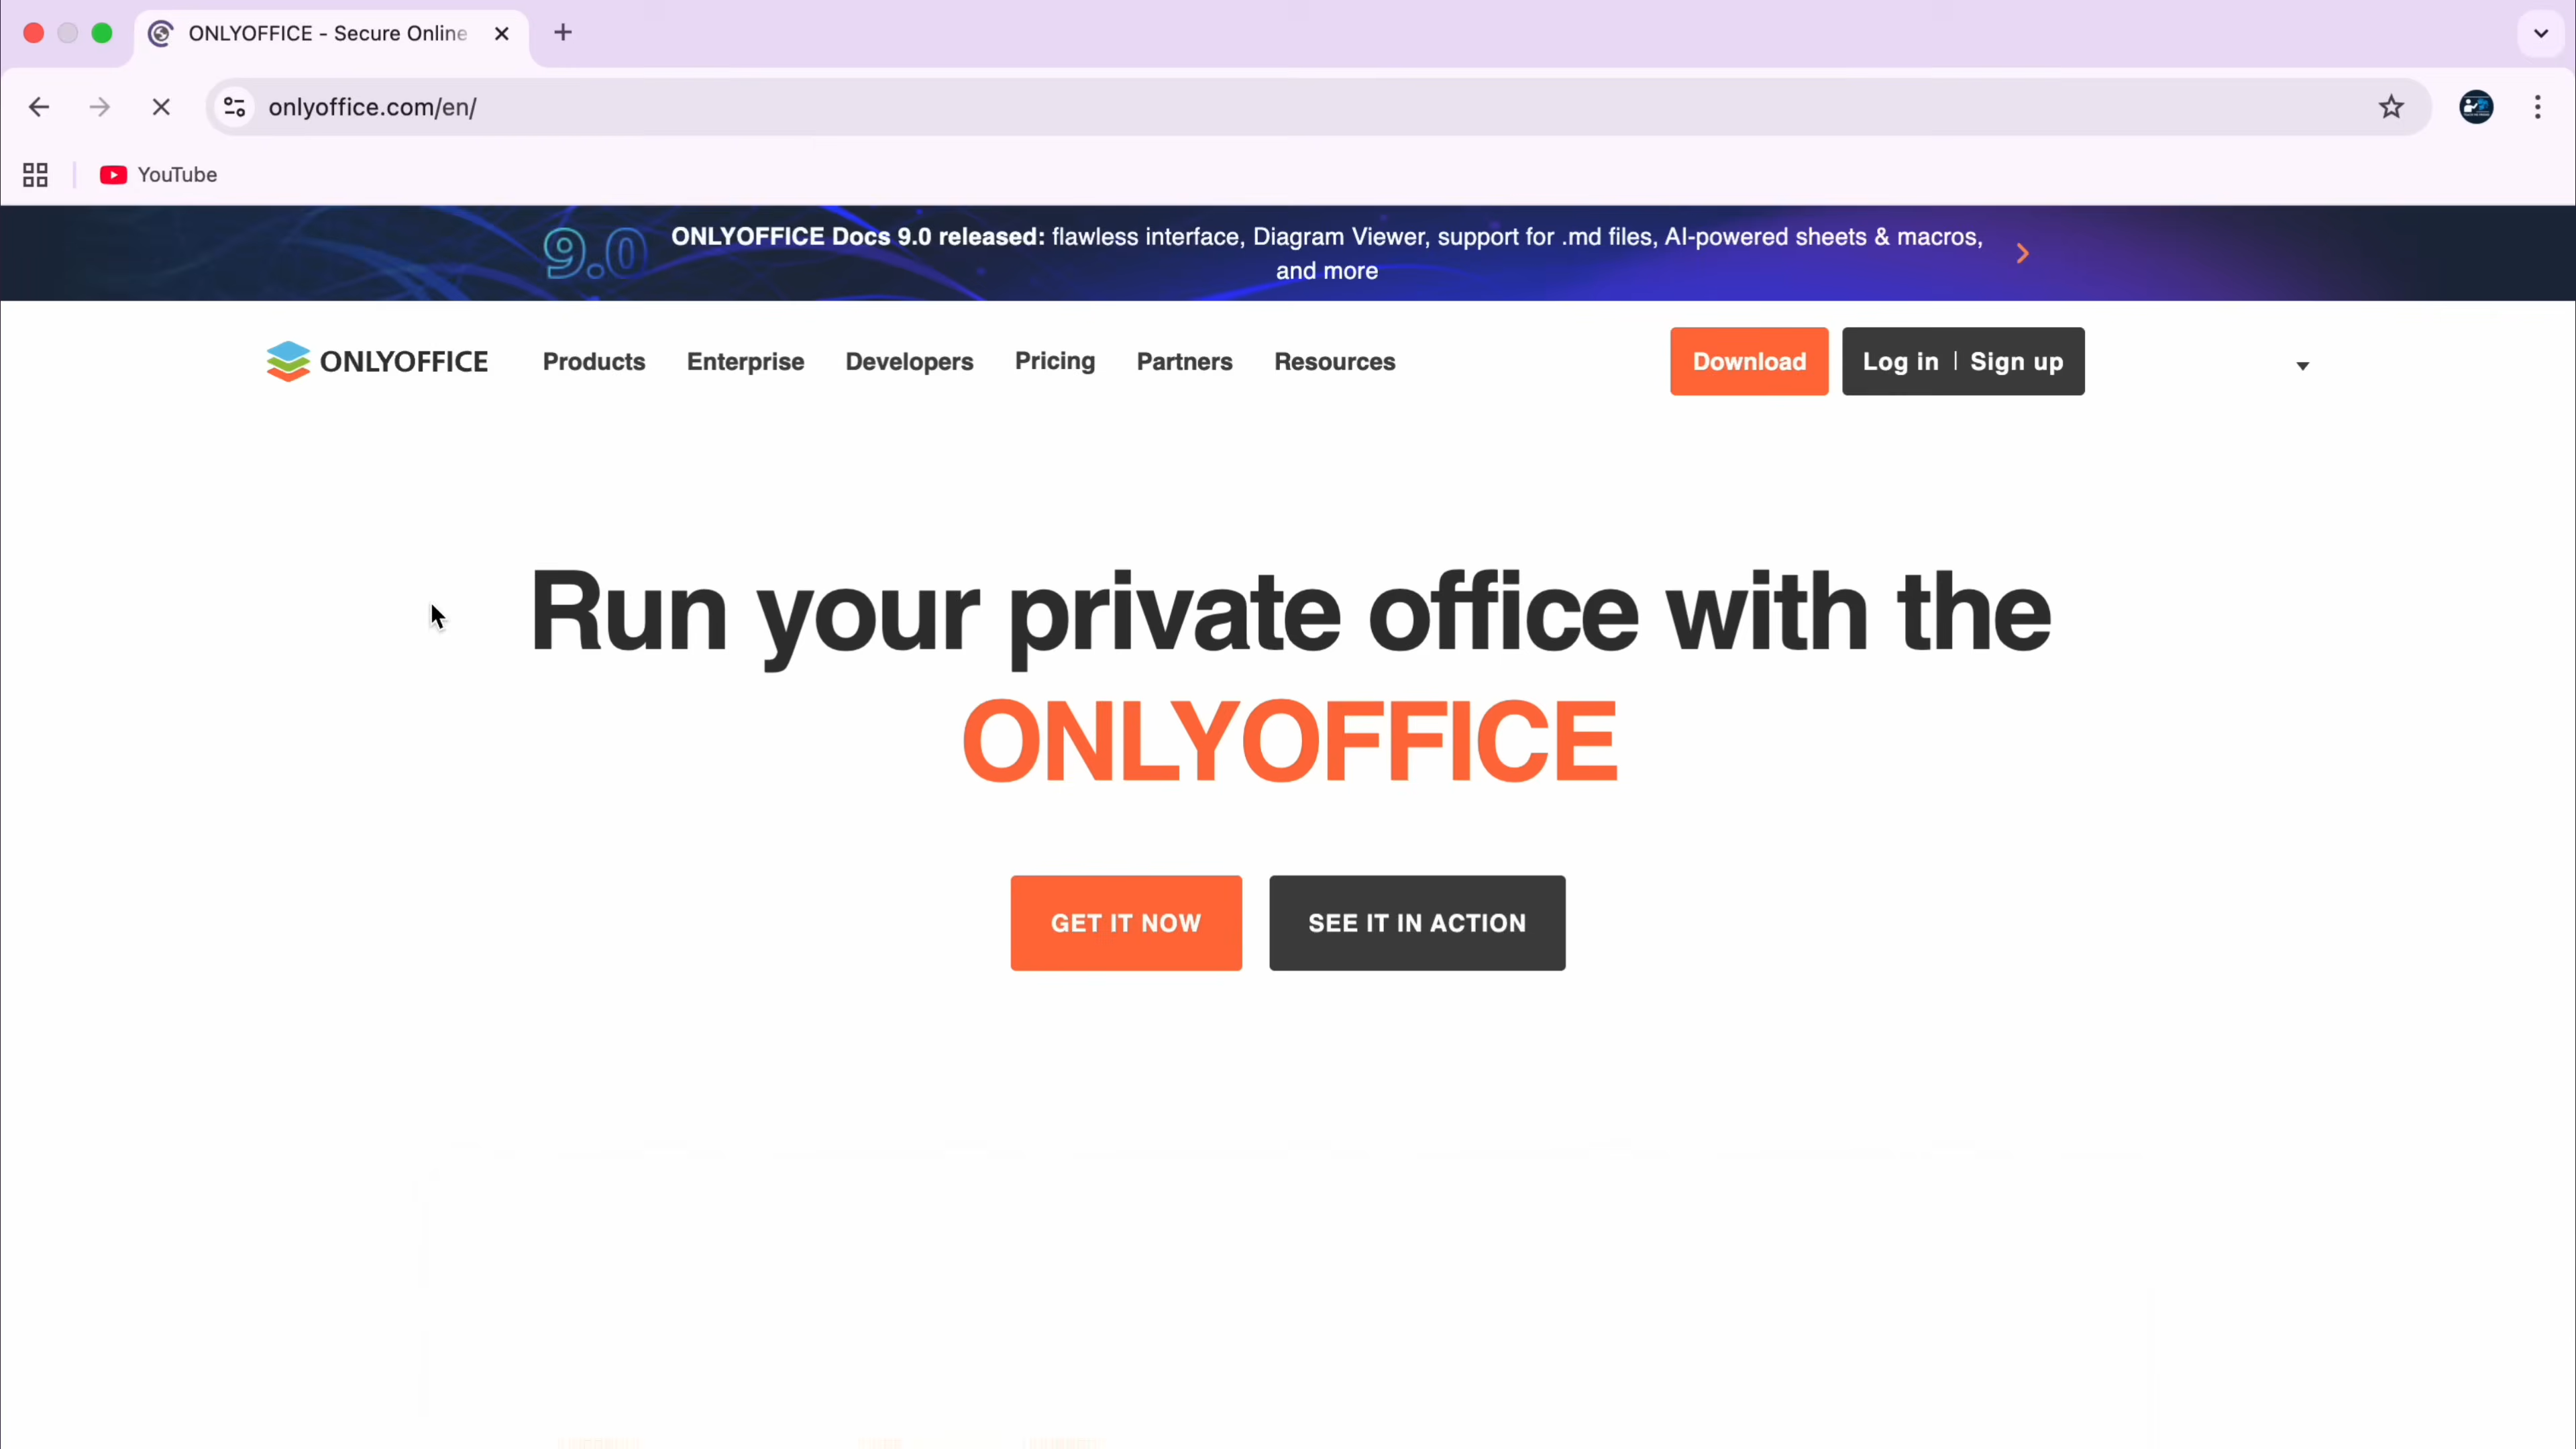 ONLYOFFICE - Secure Online
onlyoffice.com/en/
YouTube
9.0
ONLYOFFICE Docs 9.0 released: flawless interface, Diagram Viewer, support for .md files, AI-powered sheets & macros,
and more
ONLYOFFICE Products Enterprise Developers Pricing Partners Resources Download Log in | Sign up
Run your private office with the
ONLYOFFICE
GET IT NOW SEE IT IN ACTION